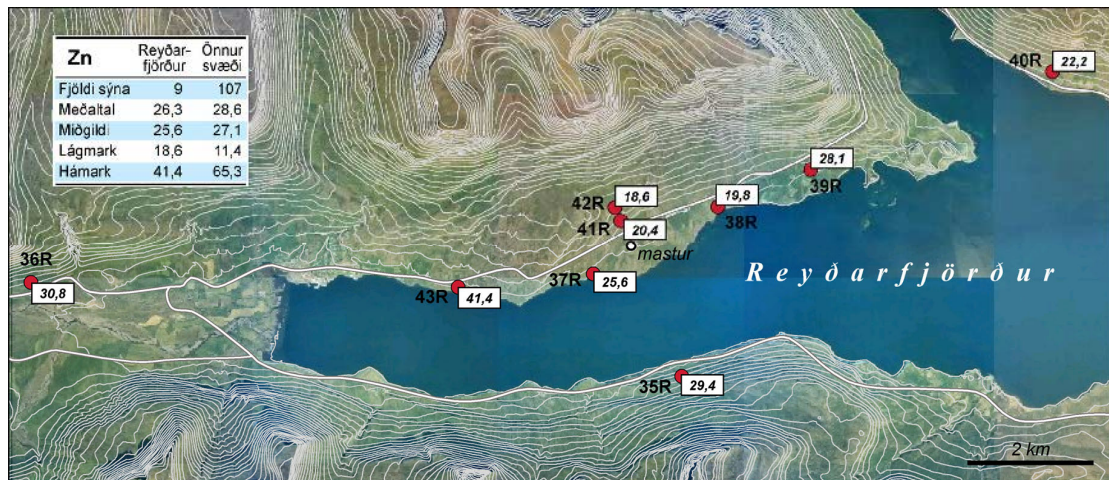 Zn Reyðar-fjörður Önnur svæði
Fjöldi sýna 9 107
Meðaltal 26,3 28,6
Miðgildi 25,6 27,1
Lágmark 18,6 11,4
Hámark 41,4 65,3
40R 22,2
28,1
39R
42R 18,6
19,8
38R
41R 20,4
mastur
36R
30,8
37R 25,6
Reyðarfjörður
43R 41,4
35R 29,4
2 km